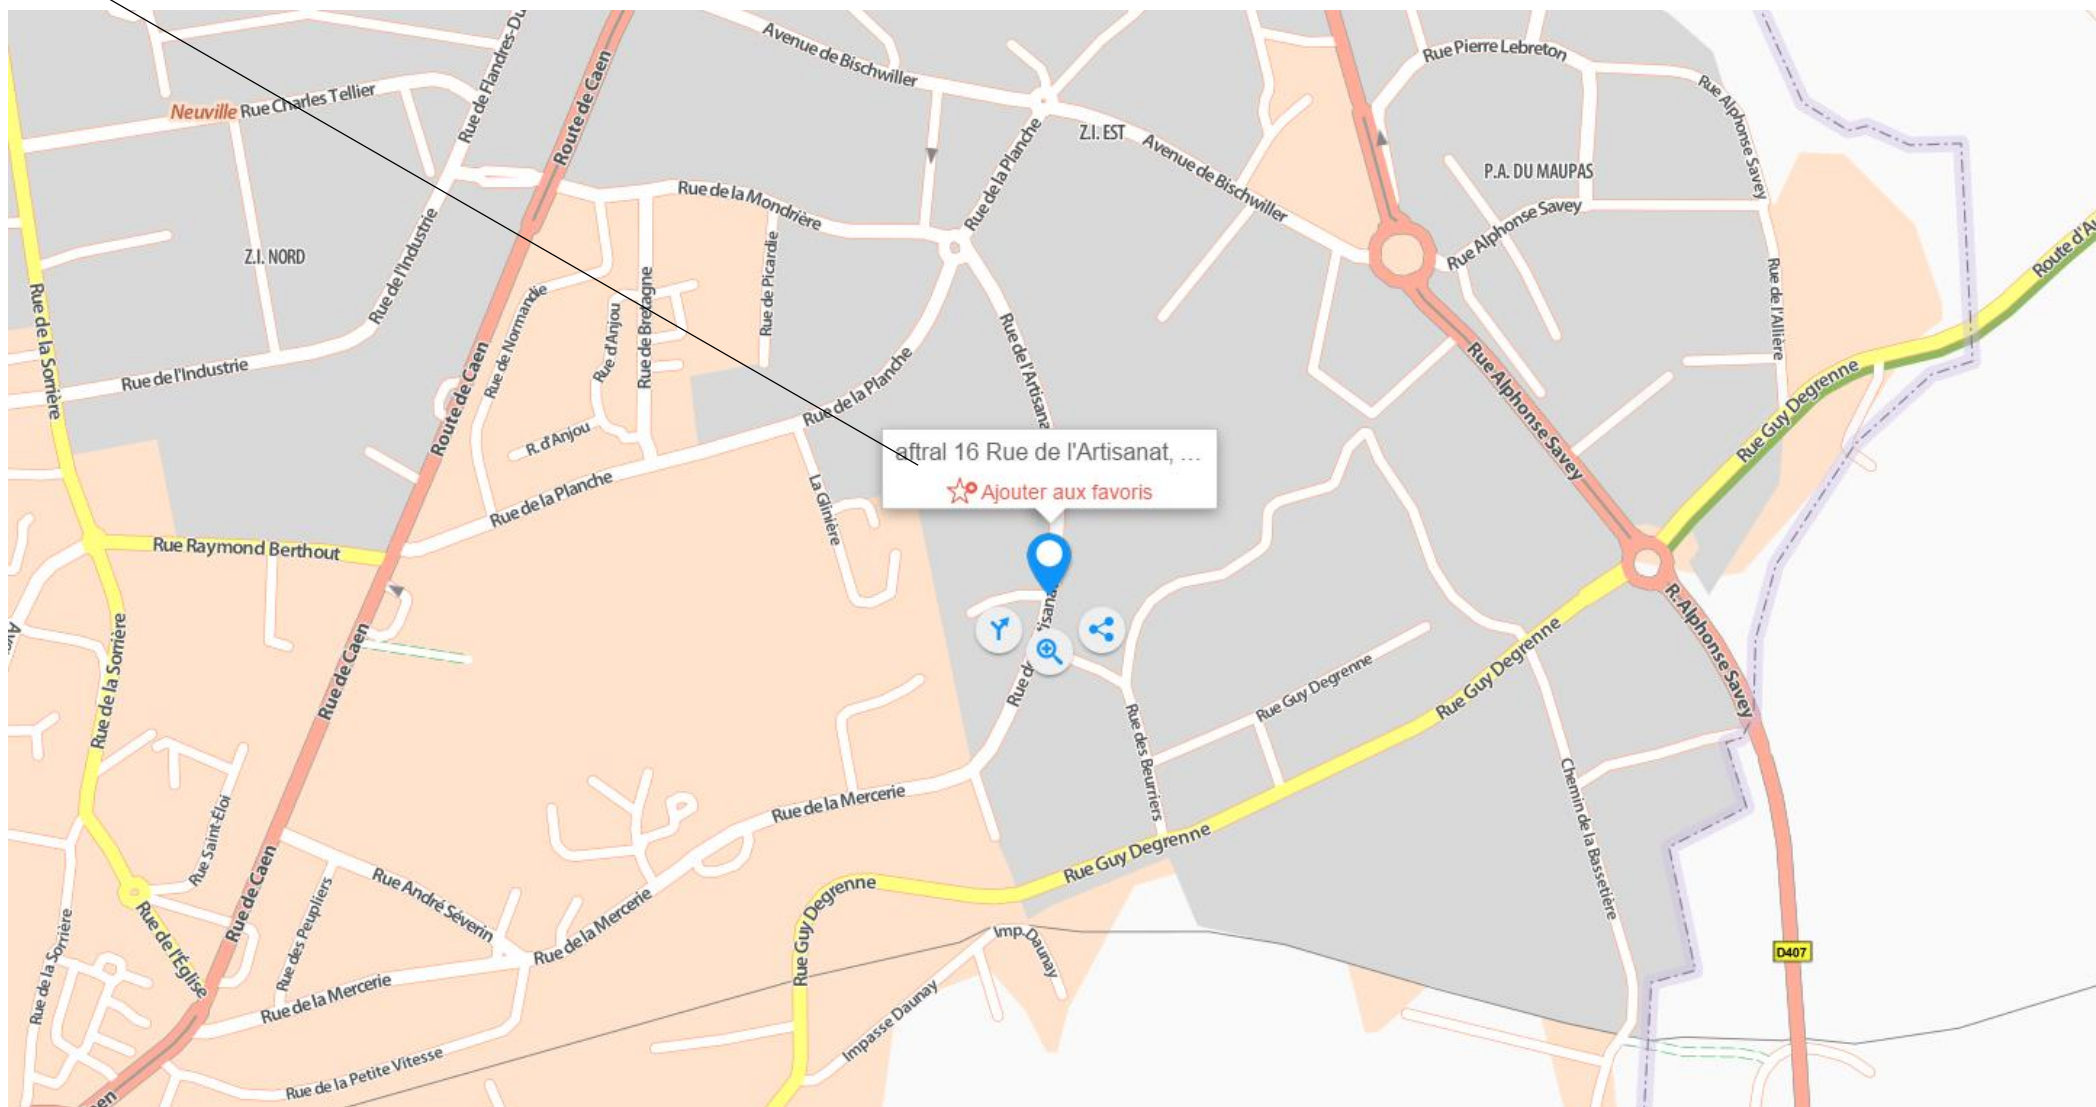 Avenue de Bischwiller
Rue Pierre Lebreton
Route de Caen
Rue Alphonse Savey
Neuville
Rue Charles Tellier
Z.I. EST
Rue de la Planche
Avenue de Bischwiller
P.A. DU MAUPAS
Rue de la Mondrière
Rue Alphonse Savey
Z.I. NORD
Rue de l'Industrie
Rue de Picardie
Rue de Normandie
Rue de Bretagne
Rue d'Anjou
Rue de la Sorrière
Rue de l'Allière
Rue de l'Industrie
Route de Caen
Rue de la Planche
Rue Alphonse Savey
Rue Guy Degrenne
R. d'Anjou
aftral 16 Rue de l'Artisanat, ...
Ajouter aux favoris
Rue de la Planche
La Glinière
Rue Raymond Berthout
R. Alphonse Savey
Rue de la Sorrière
Rue de Caen
Rue Guy Degrenne
Rue Guy Degrenne
Rue des Beurriers
Rue de la Mercerie
Rue Saint-Éloi
Rue Guy Degrenne
Chemin de la Bassetière
Rue de Caen
Rue André Séverin
Rue des Peupliers
Rue de la Mercerie
Rue Guy Degrenne
Rue de l'Église
Rue de la Sorrière
Imp. Daunay
D407
Rue de la Mercerie
Impasse Daunay
Rue de la Petite Vitesse